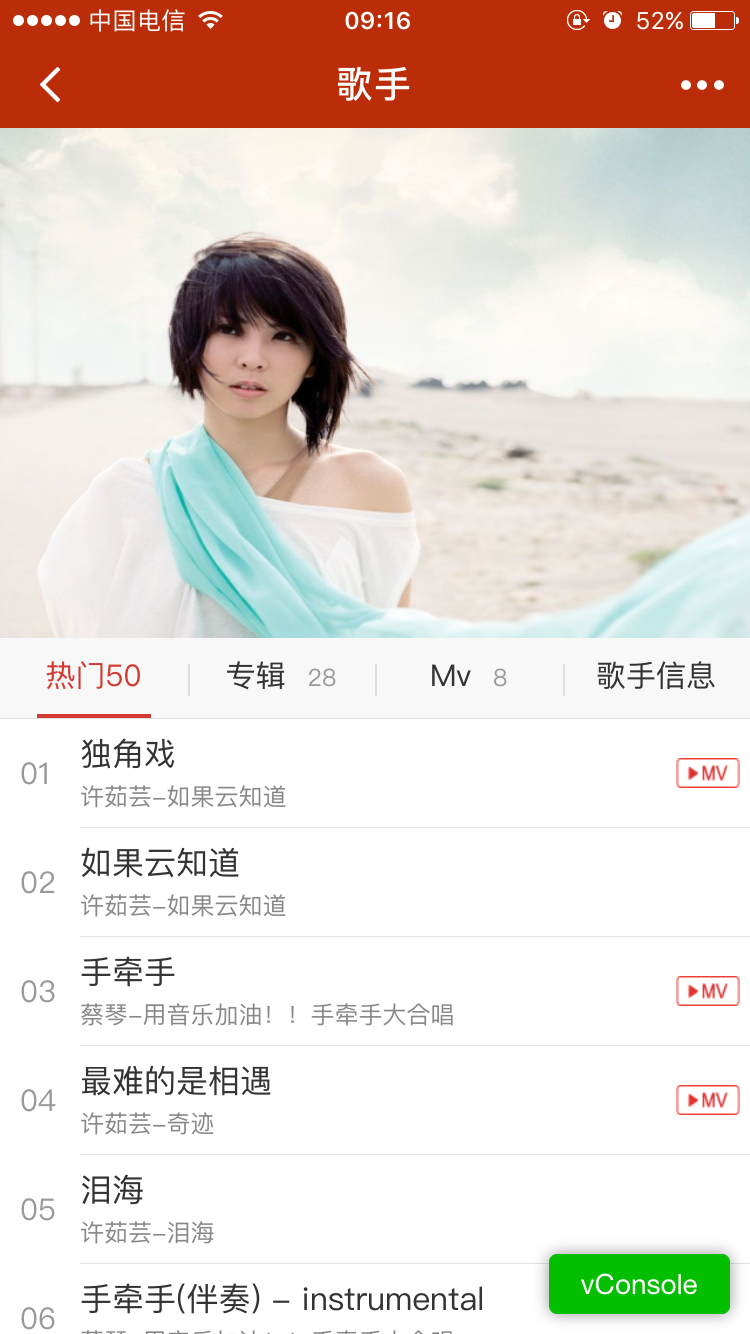 中国电信 09:16 52%
歌手
热门50 专辑 28 Mv 8 歌手信息
01 独角戏 MV
许茹芸-如果云知道
02 如果云知道
许茹芸-如果云知道
03 手牵手 MV
蔡琴-用音乐加油！！手牵手大合唱
04 最难的是相遇 MV
许茹芸-奇迹
05 泪海
许茹芸-泪海
06 手牵手(伴奏) - instrumental
vConsole